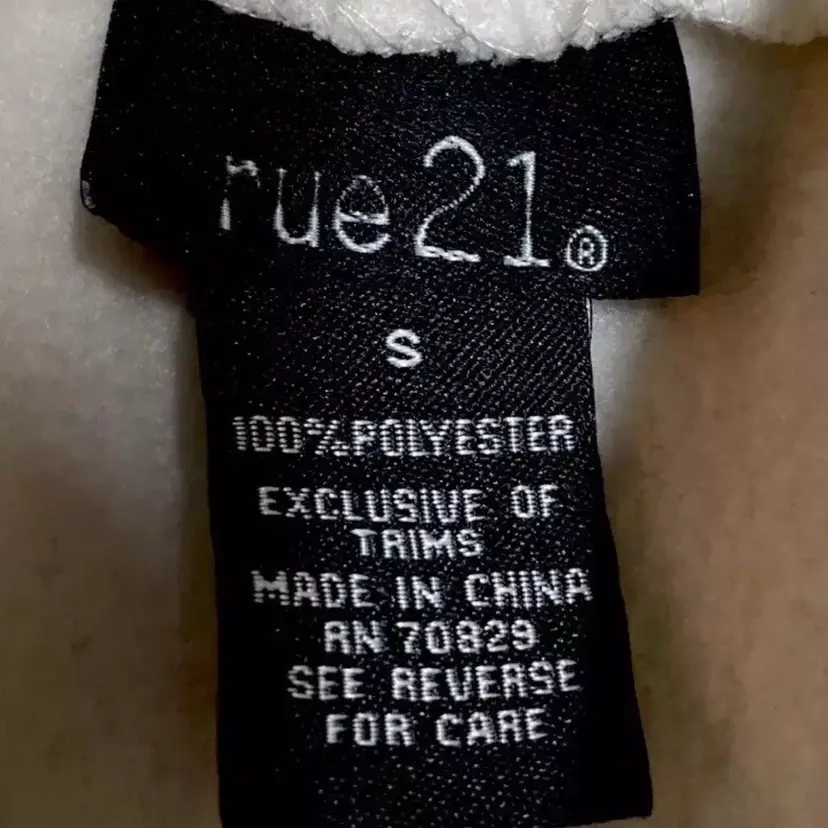 rue21®
S
100%POLYESTER
EXCLUSIVE OF
TRIMS
MADE IN CHINA
RN 70829
SEE REVERSE
FOR CARE